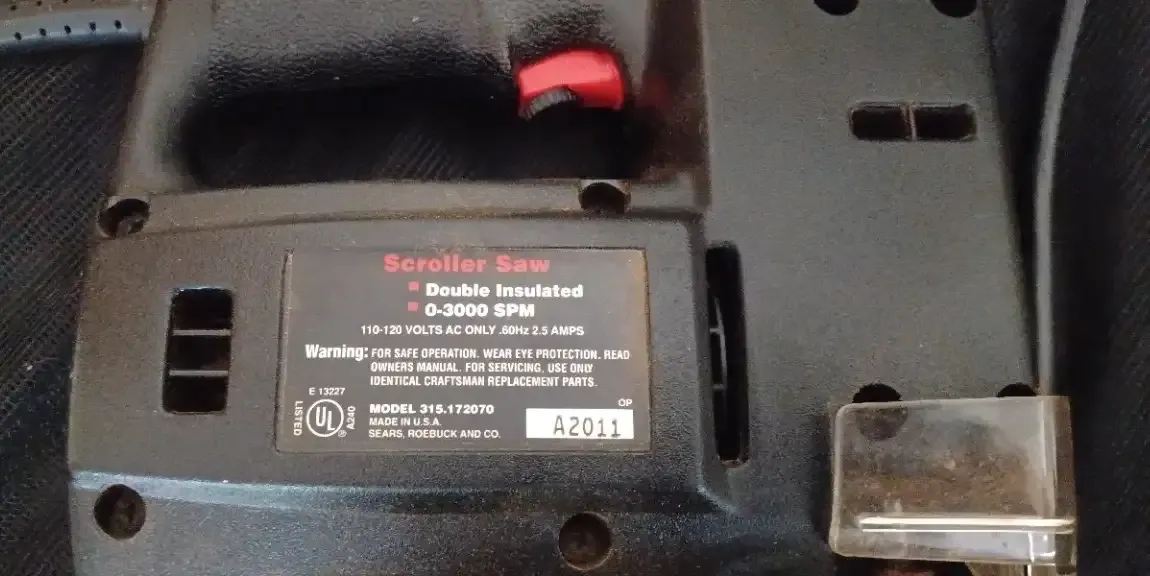 Scroller Saw
Double Insulated
0-3000 SPM
110-120 VOLTS AC ONLY .60Hz 2.5 AMPS
Warning: FOR SAFE OPERATION. WEAR EYE PROTECTION. READ
OWNERS MANUAL. FOR SERVICING. USE ONLY
IDENTICAL CRAFTSMAN REPLACEMENT PARTS.
E 13227
LISTED
UL
®
A240
MODEL 315.172070
MADE IN U.S.A.
SEARS, ROEBUCK AND CO.
OP
A2011